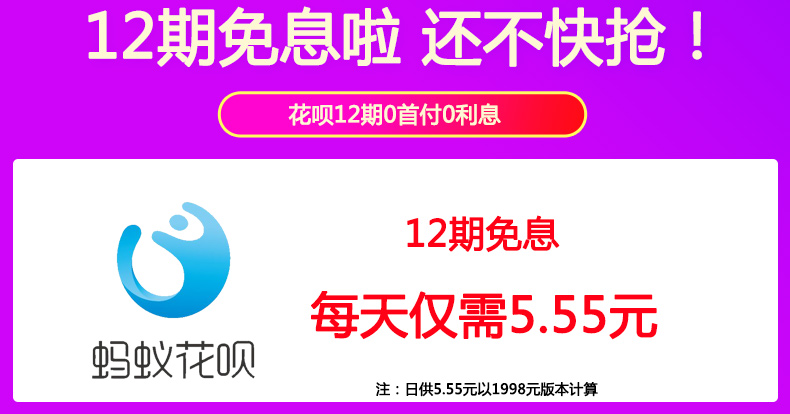 12期免息啦 还不快抢！
花呗12期0首付0利息
12期免息
每天仅需5.55元
蚂蚁花呗
注：日供5.55元以1998元版本计算